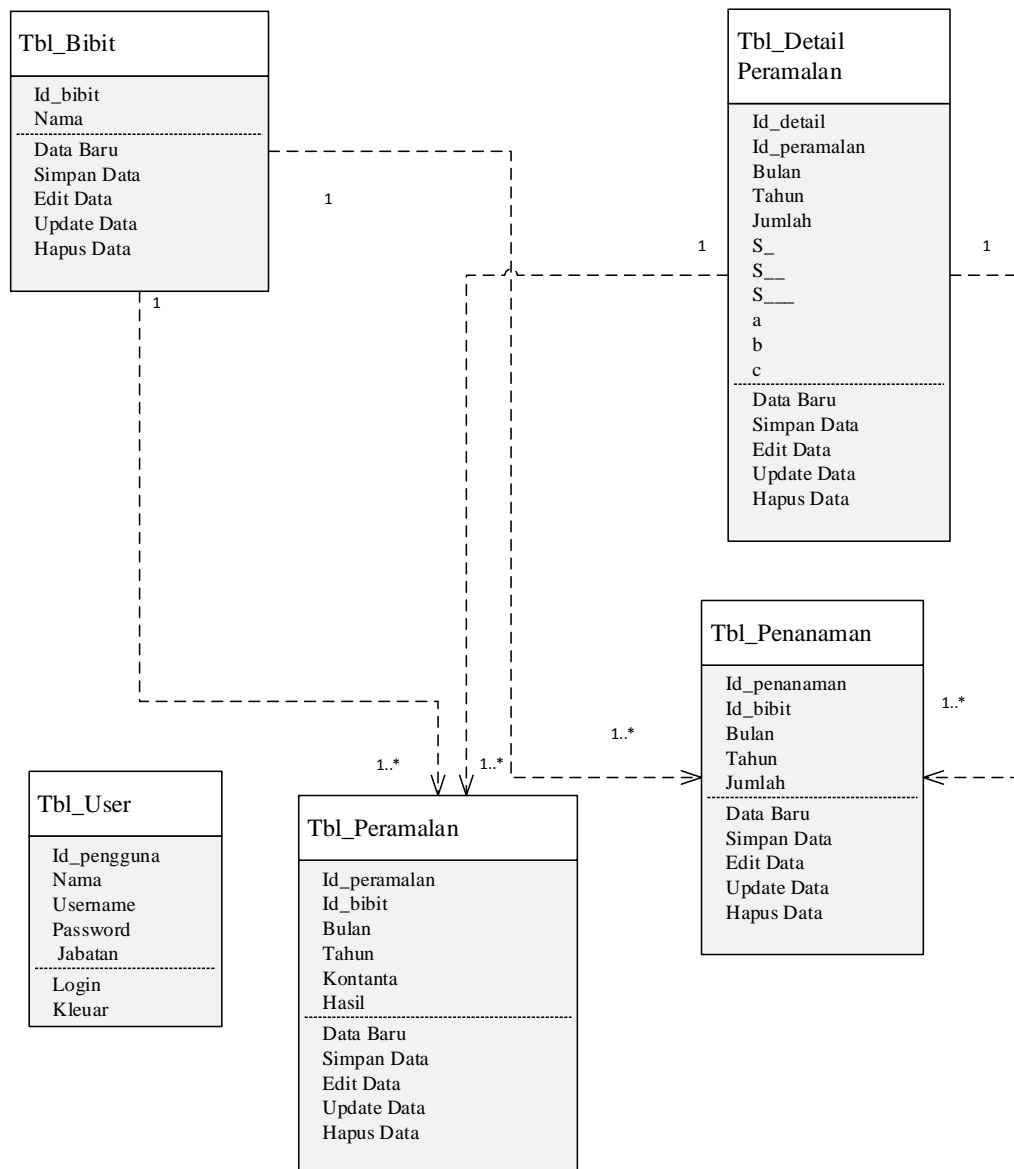 Tbl_Bibit
Id_bibit
Nama
Data Baru
Simpan Data
Edit Data
Update Data
Hapus Data
1
1
Tbl_Detail
Peramalan
Id_detail
Id_peramalan
Bulan
Tahun
Jumlah
S_
S__
S___
a
b
c
Data Baru
Simpan Data
Edit Data
Update Data
Hapus Data
1
1
Tbl_Penanaman
Id_penanaman
Id_bibit
Bulan
Tahun
Jumlah
Data Baru
Simpan Data
Edit Data
Update Data
Hapus Data
1..*
1..*
Tbl_User
Id_pengguna
Nama
Username
Password
Jabatan
Login
Kleuar
1..*
1..*
Tbl_Peramalan
Id_peramalan
Id_bibit
Bulan
Tahun
Kontanta
Hasil
Data Baru
Simpan Data
Edit Data
Update Data
Hapus Data